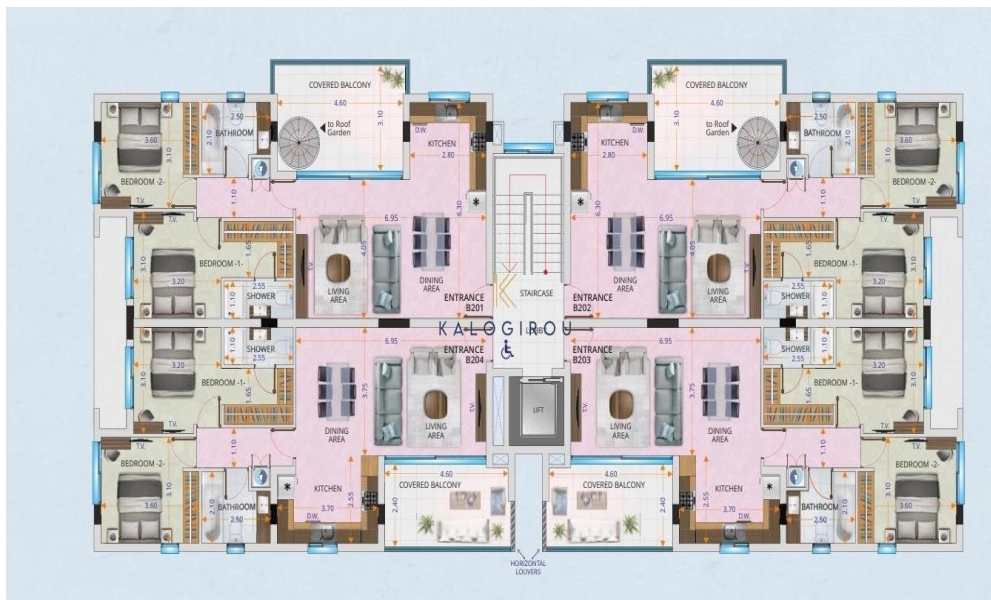 COVERED BALCONY
4.60
3.10
to Roof
Garden
COVERED BALCONY
4.60
3.10
to Roof
Garden
2.50
2.10
BATHROOM
3.60
3.10
BEDROOM -2-
T.V.
D.W.
KITCHEN
2.80
D.W.
KITCHEN
2.80
2.50
2.10
BATHROOM
3.60
3.10
BEDROOM -2-
T.V.
1.10
6.95
6.30
4.05
*
*
6.30
6.95
4.05
1.10
T.V.
BEDROOM -1-
1.65
3.10
3.20
2.55
1.10
SHOWER
T.V.
LIVING
AREA
DINING
AREA
ENTRANCE
B201
STAIRCASE
ENTRANCE
B202
DINING
AREA
LIVING
AREA
T.V.
T.V.
BEDROOM -1-
1.65
3.10
3.20
2.55
1.10
SHOWER
KALOGIROU
ENTRANCE
B204
ENTRANCE
B203
SHOWER
1.10
2.55
3.20
3.10
BEDROOM -1-
1.65
T.V.
6.95
3.75
DINING
AREA
LIVING
AREA
T.V.
LIFT
T.V.
LIVING
AREA
DINING
AREA
6.95
3.75
SHOWER
1.10
2.55
3.20
3.10
BEDROOM -1-
1.65
T.V.
T.V.
BEDROOM -2-
3.60
3.10
1.10
BATHROOM
2.10
2.50
*
KITCHEN
2.55
3.70
D.W.
4.60
COVERED BALCONY
2.40
4.60
COVERED BALCONY
2.40
KITCHEN
2.55
3.70
D.W.
*
1.10
BATHROOM
2.10
2.50
T.V.
BEDROOM -2-
3.60
3.10
HORIZONTAL
LOUVERS